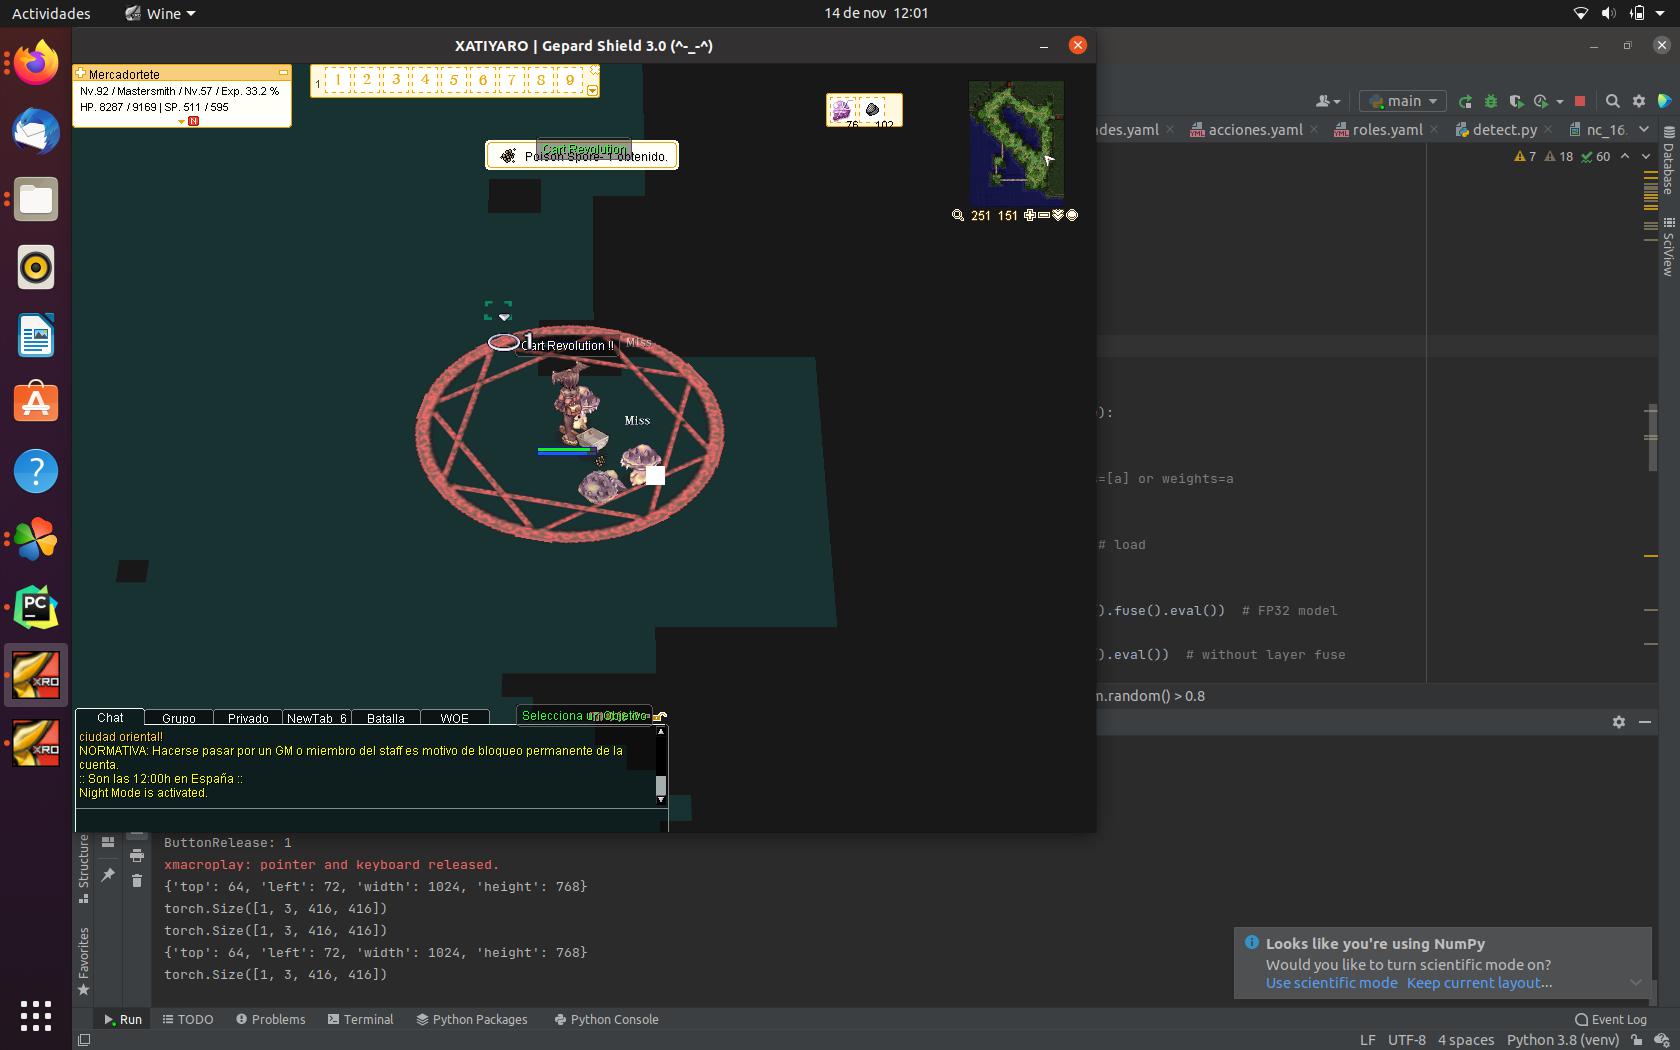 Actividades
Wine
14 de nov 12:01
XATIYARO | Gepard Shield 3.0 (^-_-^)
Mercadortete
Nv.92 / Mastersmith / Nv.57 / Exp. 33.2 %
HP. 8287 / 9169 | SP. 511 / 595
N
1 1 2 3 4 5 6 7 8 9
76 102
Cart Revolution
Poison Spore- 1 obtenido.
251 151
1
Cart Revolution !!
Miss
Miss
main
des.yaml
acciones.yaml
roles.yaml
detect.py
nc_16.
7 18 60
Database
SciView
):
=[a] or weights=a
# load
).fuse().eval()) # FP32 model
).eval()) # without layer fuse
m.random() > 0.8
PC
XRO
XRO
Chat
Grupo
Privado
NewTab_6
Batalla
WOE
ciudad oriental!
NORMATIVA: Hacerse pasar por un GM o miembro del staff es motivo de bloqueo permanente de la
cuenta.
:: Son las 12:00h en España ::
Night Mode is activated.
Structure
Favorites
ButtonRelease: 1
xmacroplay: pointer and keyboard released.
{'top': 64, 'left': 72, 'width': 1024, 'height': 768}
torch.Size([1, 3, 416, 416])
torch.Size([1, 3, 416, 416])
{'top': 64, 'left': 72, 'width': 1024, 'height': 768}
torch.Size([1, 3, 416, 416])
Looks like you're using NumPy
Would you like to turn scientific mode on?
Use scientific mode Keep current layout...
Run
TODO
Problems
Terminal
Python Packages
Python Console
Event Log
LF UTF-8 4 spaces Python 3.8 (venv)